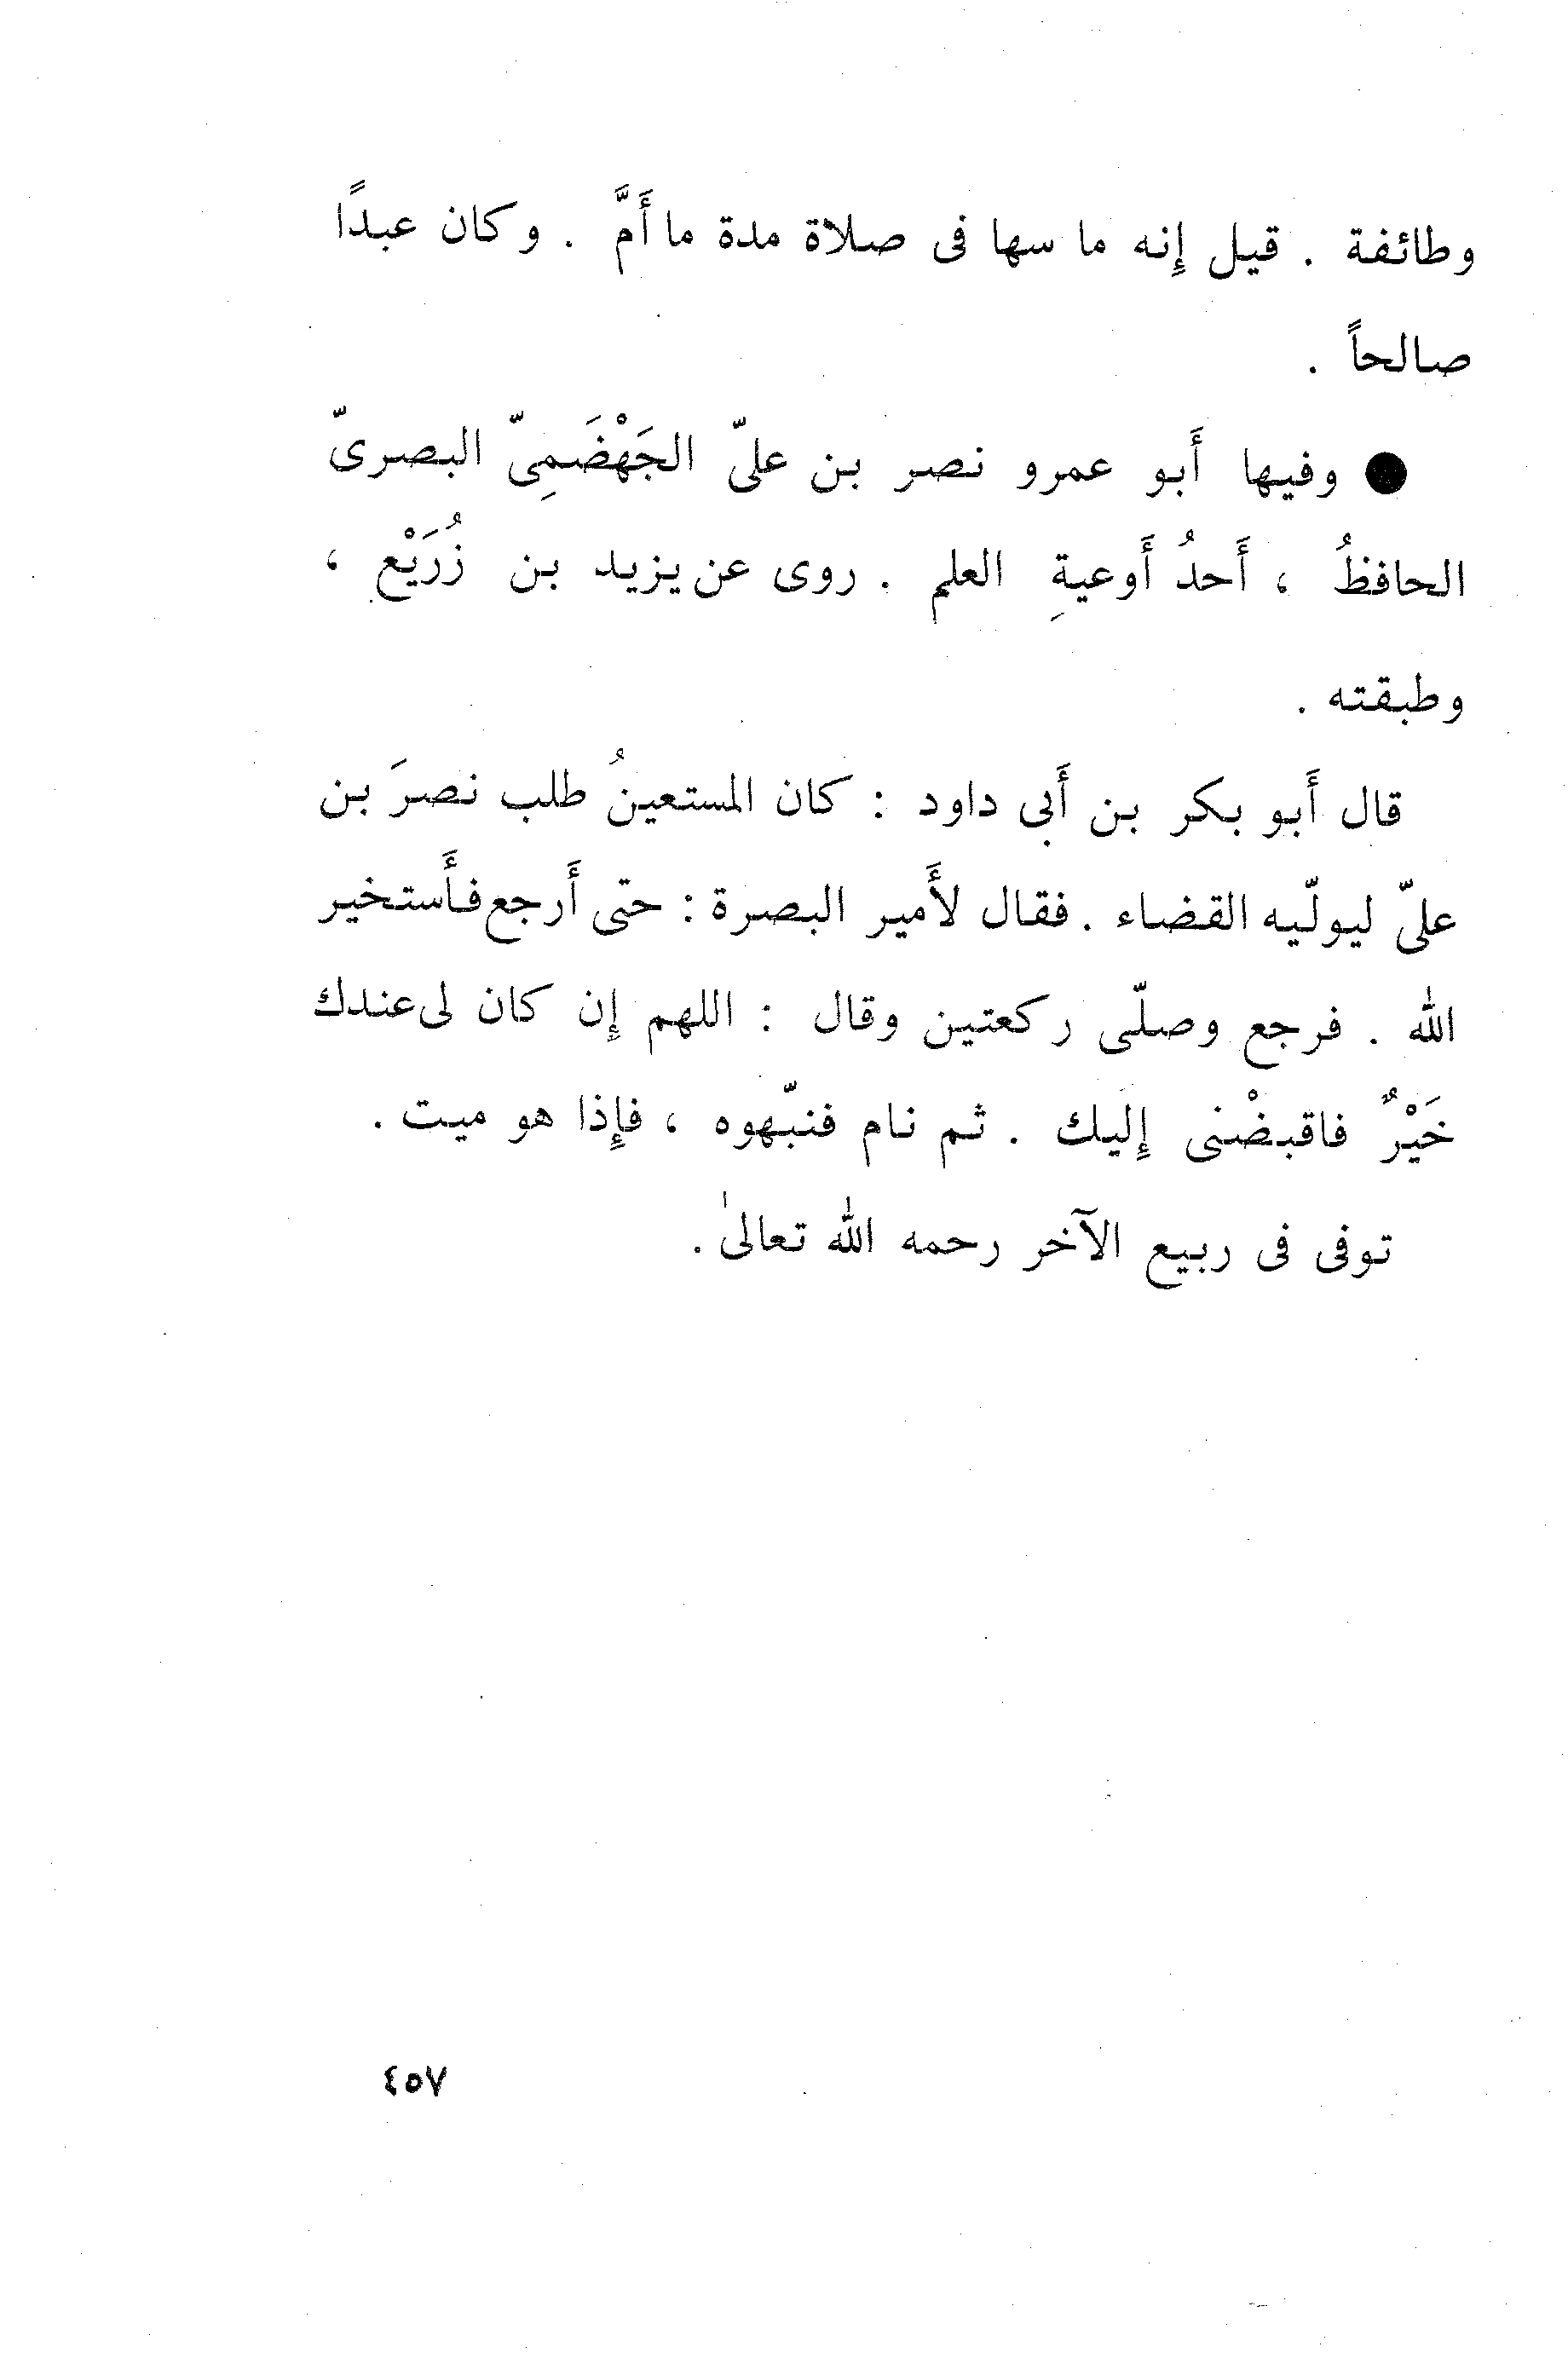 وطائفة . قيل إِنه ما سها فى صلاة مدة ما أَمَّ . وكان عبدًا
صالحاً .
● وفيها أَبو عمرو نصر بن علىّ الجَهْضَمِىّ البصرىّ
الحافظُ ، أَحدُ أَوعيةِ العلم . روى عن يزيد بن زُرَيْع ،
وطبقته .
قال أَبو بكر بن أَبى داود : كان المستعينُ طلب نصرَ بن
علىّ ليولّيه القضاء . فقال لأَمير البصرة : حتى أَرجع فأَستخير
الله . فرجع وصلّى ركعتين وقال : اللهم إِن كان لى عندك
خَيْرٌ فاقبضْنى إِلَيك . ثم نام فنبّهوه ، فإِذا هو ميت .
توفى فى ربيع الآخر رحمه الله تعالىٰ .
٤٥٧